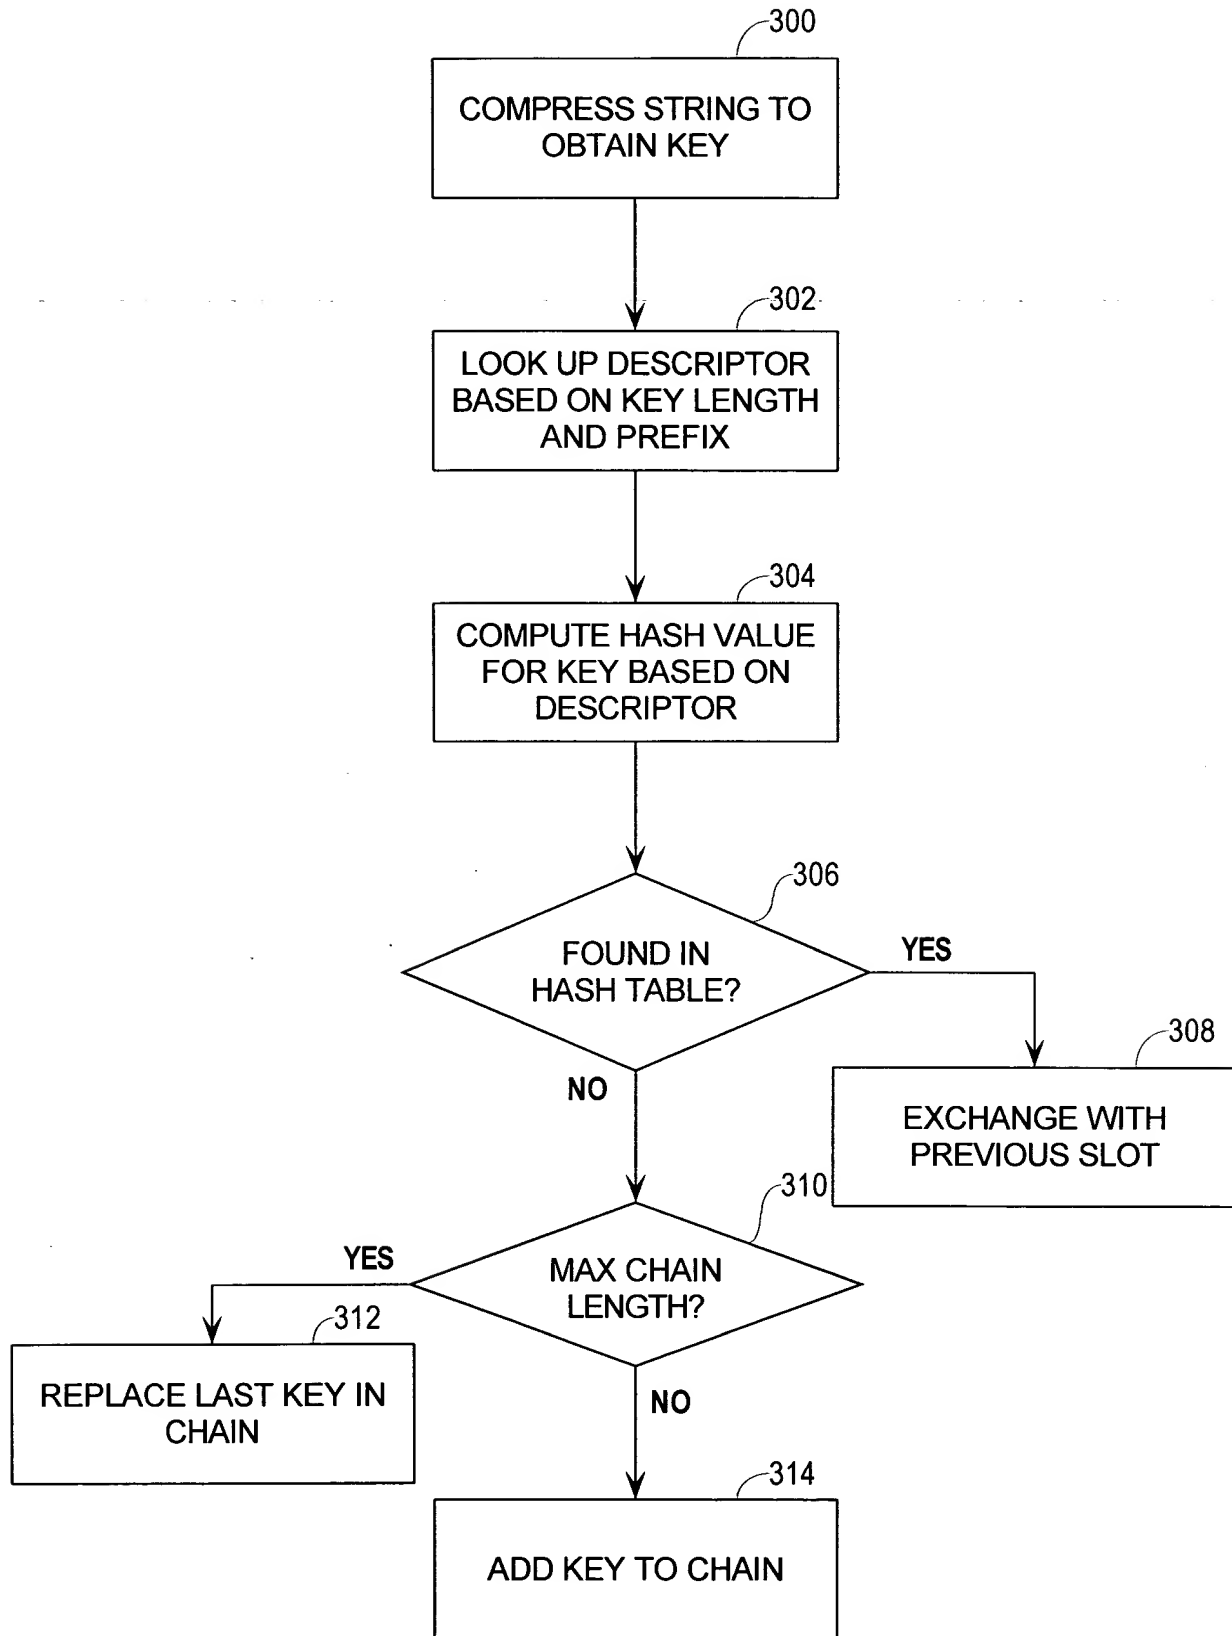 300
COMPRESS STRING TO
OBTAIN KEY
302
LOOK UP DESCRIPTOR
BASED ON KEY LENGTH
AND PREFIX
304
COMPUTE HASH VALUE
FOR KEY BASED ON
DESCRIPTOR
306
FOUND IN
HASH TABLE?
YES
NO
308
EXCHANGE WITH
PREVIOUS SLOT
310
MAX CHAIN
LENGTH?
YES
NO
312
REPLACE LAST KEY IN
CHAIN
314
ADD KEY TO CHAIN